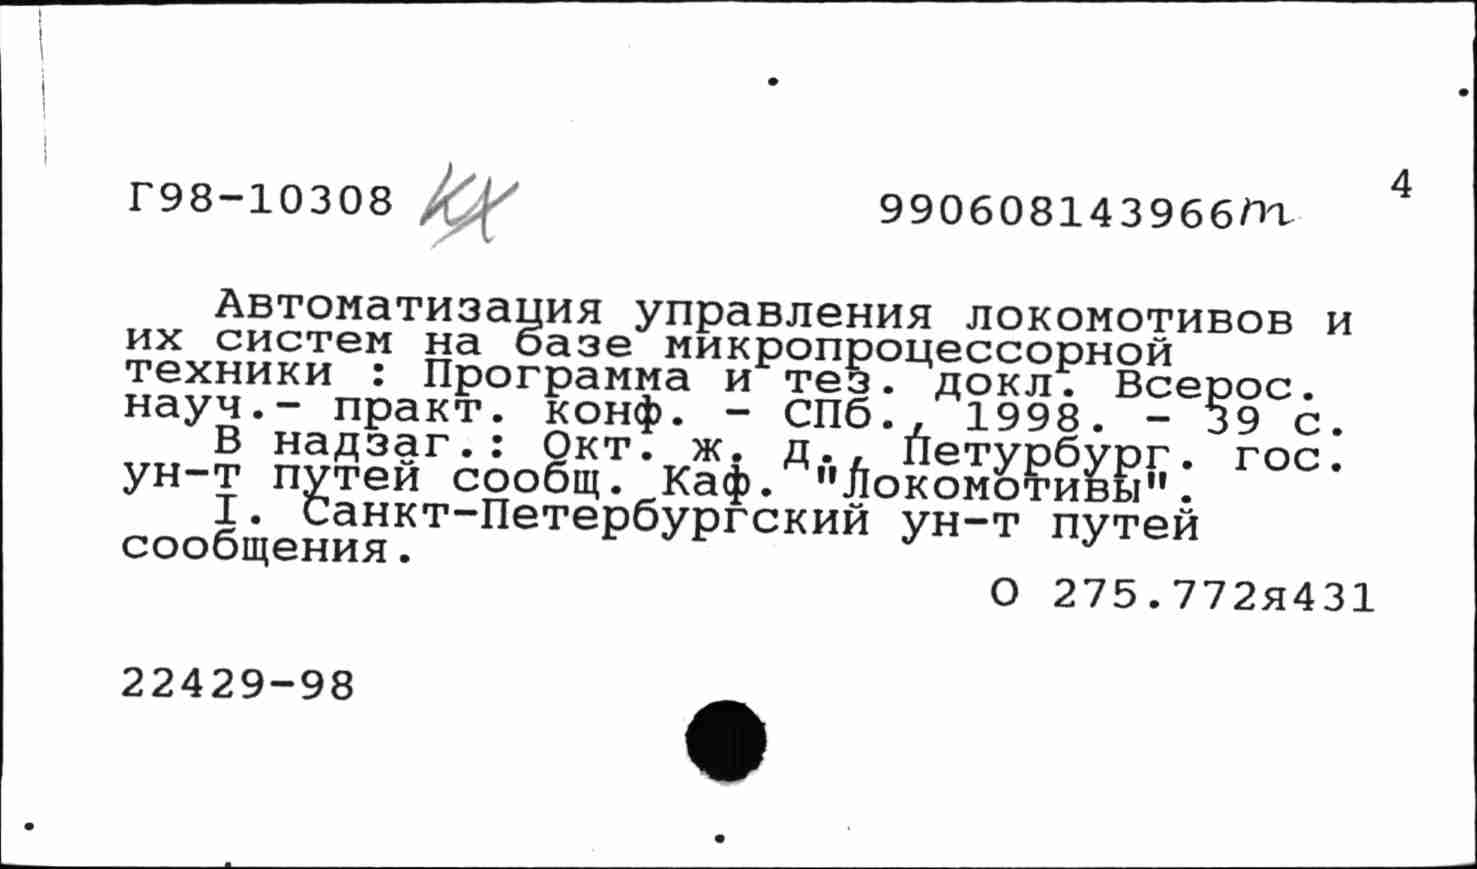 4
Г98-10308 КХ 990608143966m
Автоматизация управления локомотивов и
их систем на базе микропроцессорной
техники : Программа и тез. докл. Всерос.
науч.- практ. конф. - СПб., 1998. - 39 с.
В надзаг.: Окт. ж. д., Петурбург. гос.
ун-т путей сообщ. Каф. "Локомотивы".
I. Санкт-Петербургский ун-т путей
сообщения.
О 275.772я431
22429-98